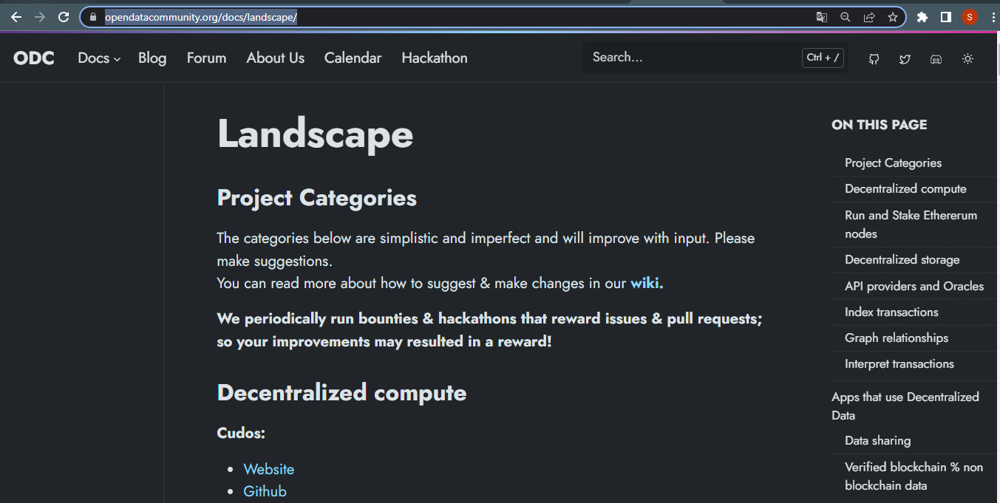 opendatacommunity.org/docs/landscape/
S
ODC
Docs
Blog
Forum
About Us
Calendar
Hackathon
Search...
Ctrl + /
Landscape
Project Categories
The categories below are simplistic and imperfect and will improve with input. Please
make suggestions.
You can read more about how to suggest & make changes in our wiki.
We periodically run bounties & hackathons that reward issues & pull requests;
so your improvements may resulted in a reward!
Decentralized compute
Cudos:
Website
Github
ON THIS PAGE
Project Categories
Decentralized compute
Run and Stake Ethererum
nodes
Decentralized storage
API providers and Oracles
Index transactions
Graph relationships
Interpret transactions
Apps that use Decentralized
Data
Data sharing
Verified blockchain % non
blockchain data